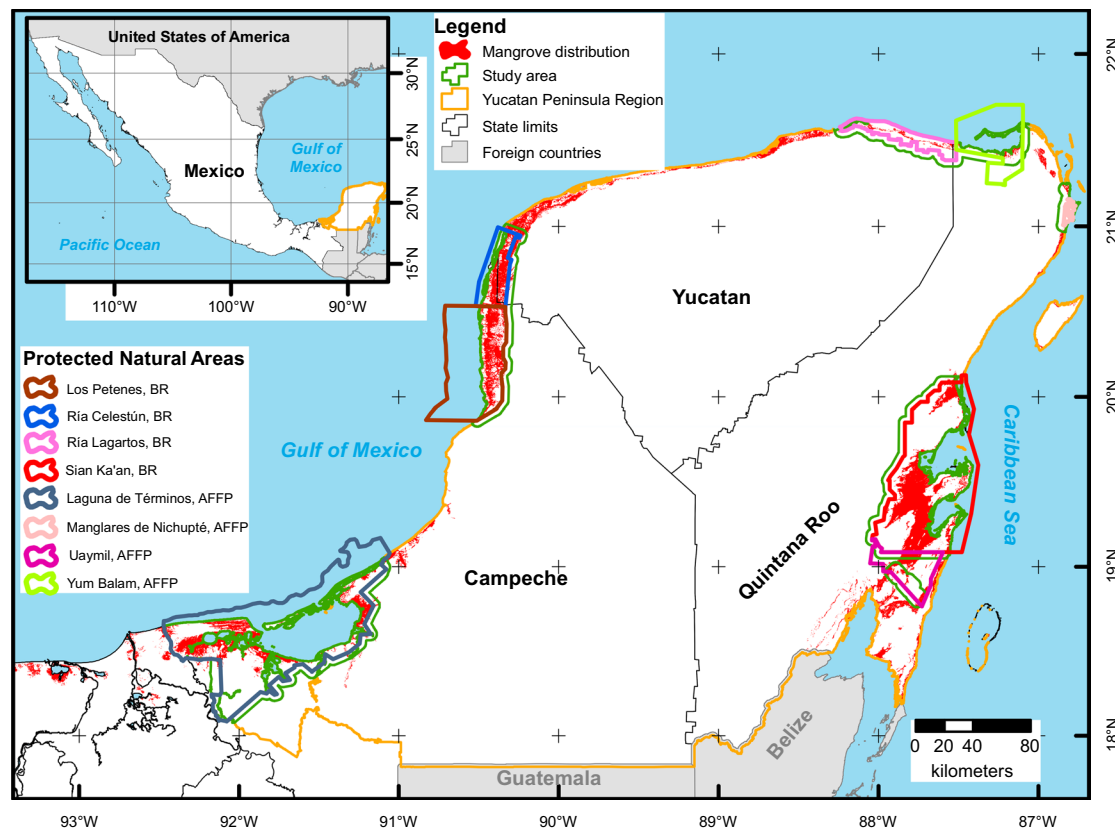 United States of America
Gulf of
Mexico
Mexico
Pacific Ocean
30°N
25°N
20°N
15°N
110°W
100°W
90°W
Legend
Mangrove distribution
Study area
Yucatan Peninsula Region
State limits
Foreign countries
Protected Natural Areas
Los Petenes, BR
Ría Celestún, BR
Ría Lagartos, BR
Sian Ka'an, BR
Laguna de Términos, AFFP
Manglares de Nichupté, AFFP
Uaymil, AFFP
Yum Balam, AFFP
Yucatan
Gulf of Mexico
Campeche
Quintana Roo
Caribbean Sea
Belize
Guatemala
0 20 40 80
kilometers
22°N
21°N
20°N
19°N
18°N
93°W
92°W
91°W
90°W
89°W
88°W
87°W